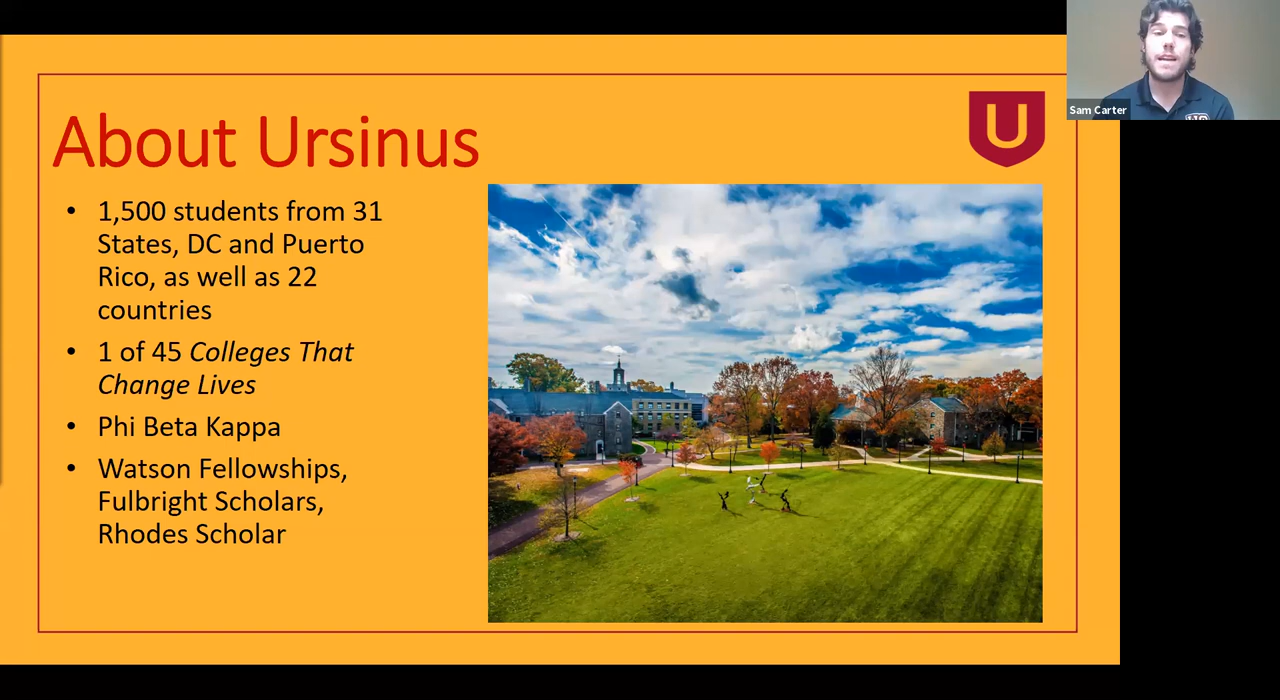 About Ursinus
U
Sam Carter
• 1,500 students from 31
States, DC and Puerto
Rico, as well as 22
countries
• 1 of 45 Colleges That
Change Lives
• Phi Beta Kappa
• Watson Fellowships,
Fulbright Scholars,
Rhodes Scholar